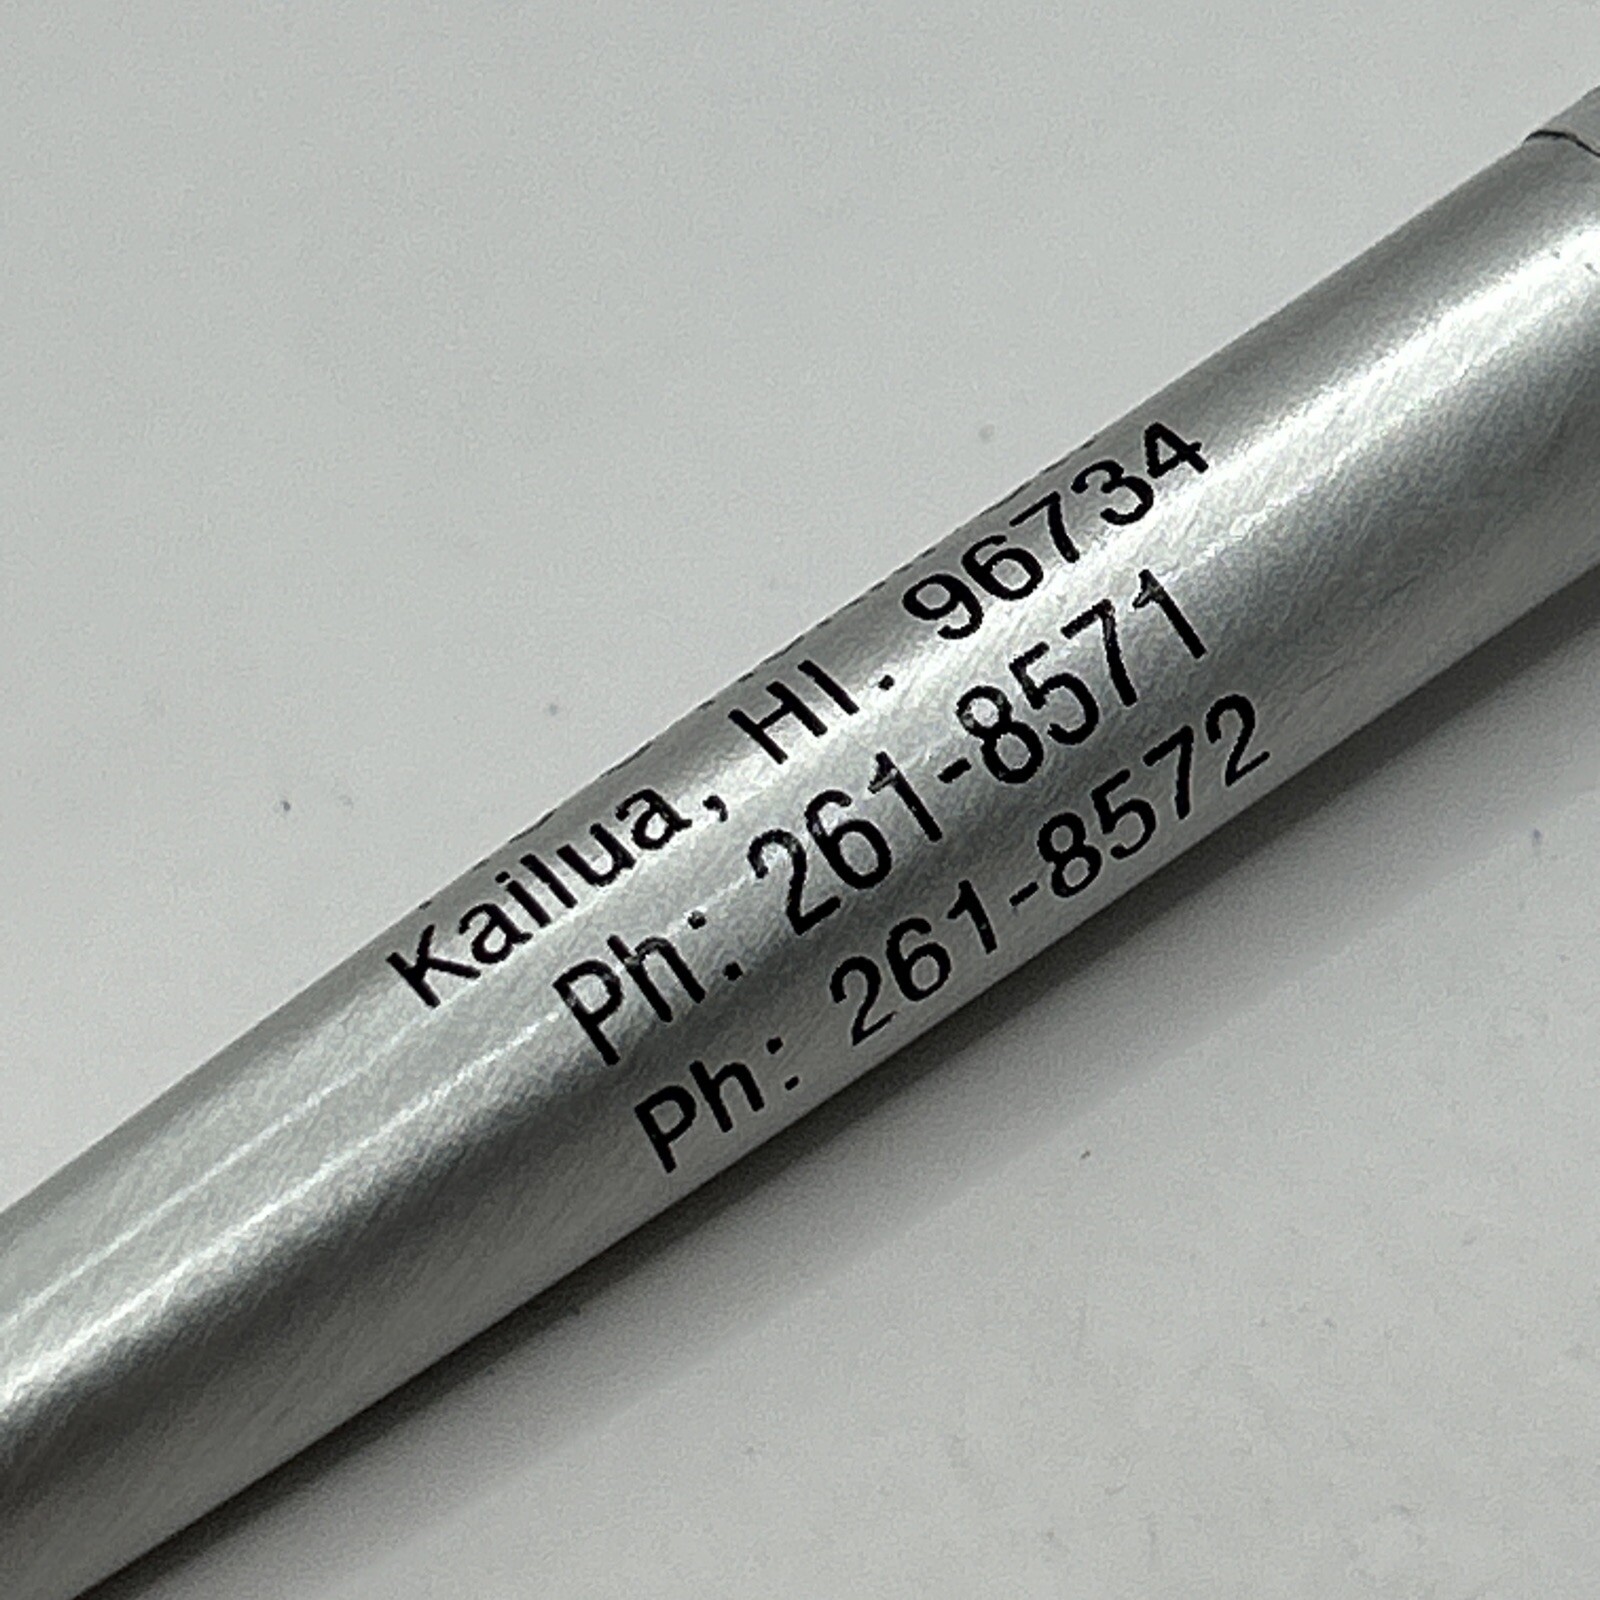 Kailua, HI. 96734
Ph: 261-8571
Ph: 261-8572